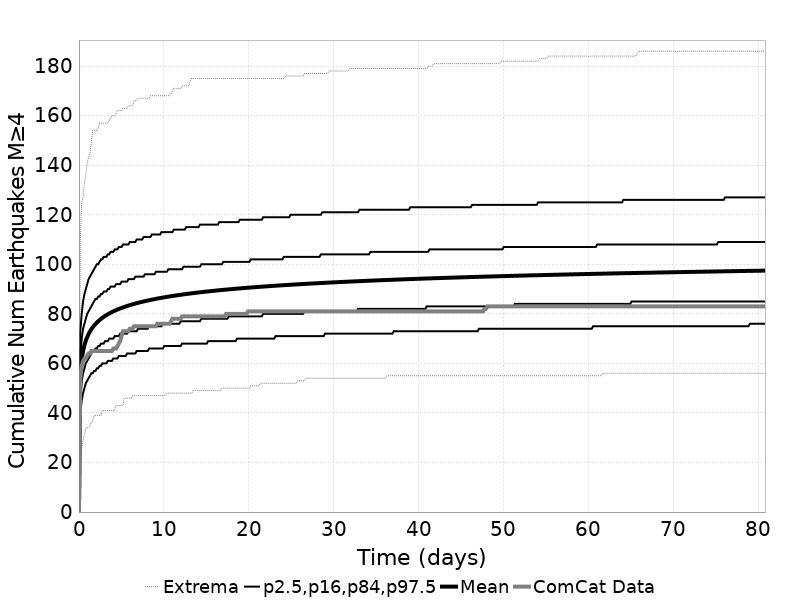 Cumulative Num Earthquakes M≥4
180
160
140
120
100
80
60
40
20
0
0 10 20 30 40 50 60 70 80
Time (days)
Extrema p2.5,p16,p84,p97.5 Mean ComCat Data